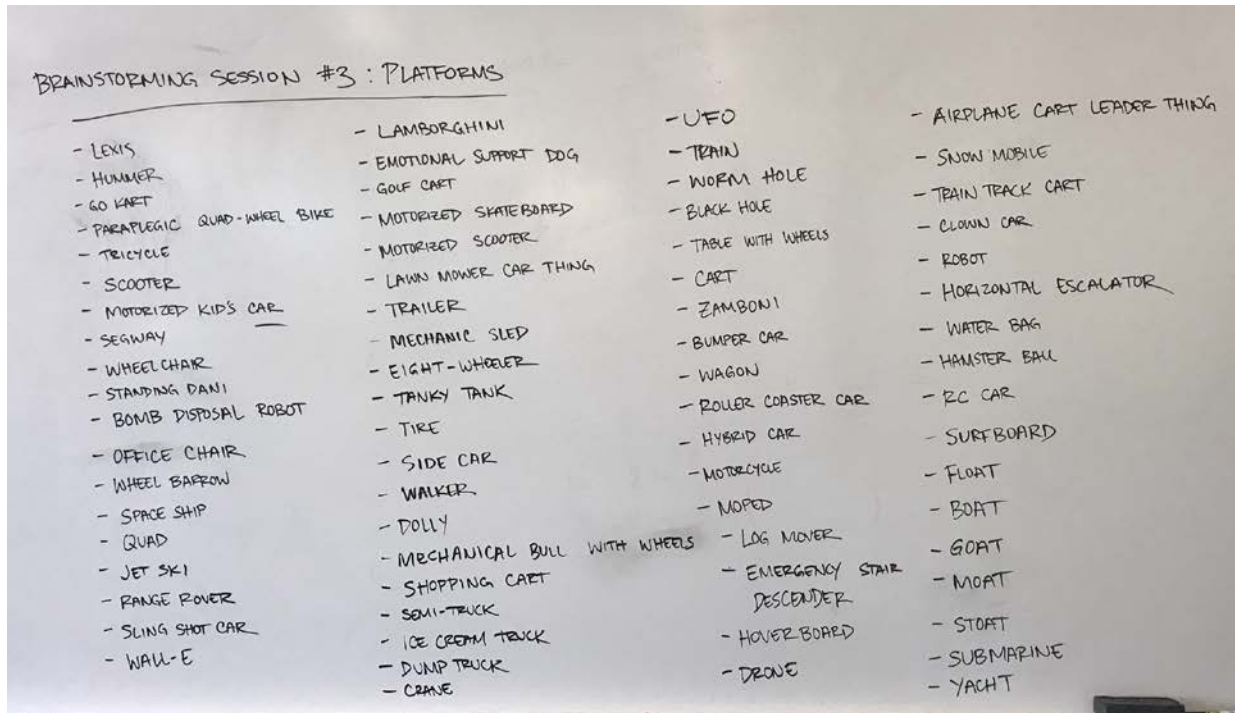 BRAINSTORMING SESSION #3 : PLATFORMS
- LEXIS
- HUMMER
- GO KART
- PARAPLEGIC QUAD-WHEEL BIKE
- TRICYCLE
- SCOOTER
- MOTORIZED KID'S CAR
- SEGWAY
- WHEELCHAIR
- STANDING DANI
- BOMB DISPOSAL ROBOT
- OFFICE CHAIR
- WHEEL BARROW
- SPACE SHIP
- QUAD
- JET SKI
- RANGE ROVER
- SLING SHOT CAR
- WALL-E
- LAMBORGHINI
- EMOTIONAL SUPPORT DOG
- GOLF CART
- MOTORIZED SKATEBOARD
- MOTORIZED SCOOTER
- LAWN MOWER CAR THING
- TRAILER
- MECHANIC SLED
- EIGHT-WHEELER
- TANKY TANK
- TIRE
- SIDE CAR
- WALKER
- DOLLY
- MECHANICAL BULL WITH WHEELS
- SHOPPING CART
- SEMI-TRUCK
- ICE CREAM TRUCK
- DUMP TRUCK
- CRANE
- UFO
- TRAIN
- WORM HOLE
- BLACK HOLE
- TABLE WITH WHEELS
- CART
- ZAMBONI
- BUMPER CAR
- WAGON
- ROLLER COASTER CAR
- HYBRID CAR
- MOTORCYCLE
- MOPED
- LOG MOVER
- EMERGENCY STAIR
DESCENDER
- HOVERBOARD
- DRONE
- AIRPLANE CART LEADER THING
- SNOW MOBILE
- TRAIN TRACK CART
- CLOWN CAR
- ROBOT
- HORIZONTAL ESCALATOR
- WATER BAG
- HAMSTER BALL
- RC CAR
- SURFBOARD
- FLOAT
- BOAT
- GOAT
- MOAT
- STOAT
- SUBMARINE
- YACHT